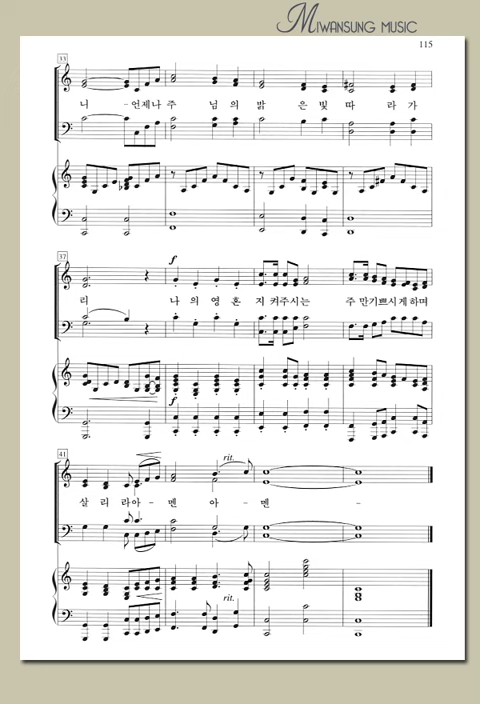 MIWANSUNG MUSIC
115
33
니 - 언제나 주 님 의 밝 은 빛 따 라 가
37
f
리 나 의 영 혼 지 켜주시는 주 만기쁘시게하며
f
41
rit.
살 리 라아 - 멘 아 - 멘 -
rit.